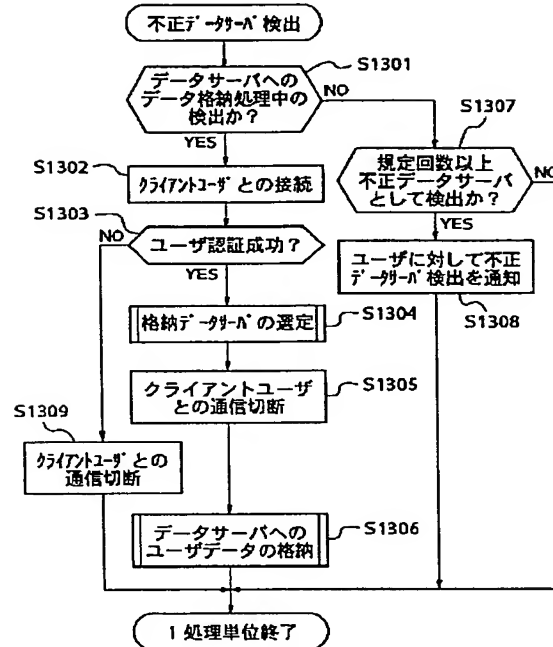 不正データサーバ検出
データサーバへの
データ格納処理中の
検出か？
S1301
NO
YES
S1307
規定回数以上
不正データサーバ
として検出か？
NO
YES
S1302
クライアントユーザとの接続
S1303
NO
ユーザ認証成功？
YES
ユーザに対して不正
データサーバ検出を通知
S1308
格納データサーバの選定
S1304
クライアントユーザ
との通信切断
S1305
S1309
クライアントユーザとの
通信切断
データサーバへの
ユーザデータの格納
S1306
1処理単位終了